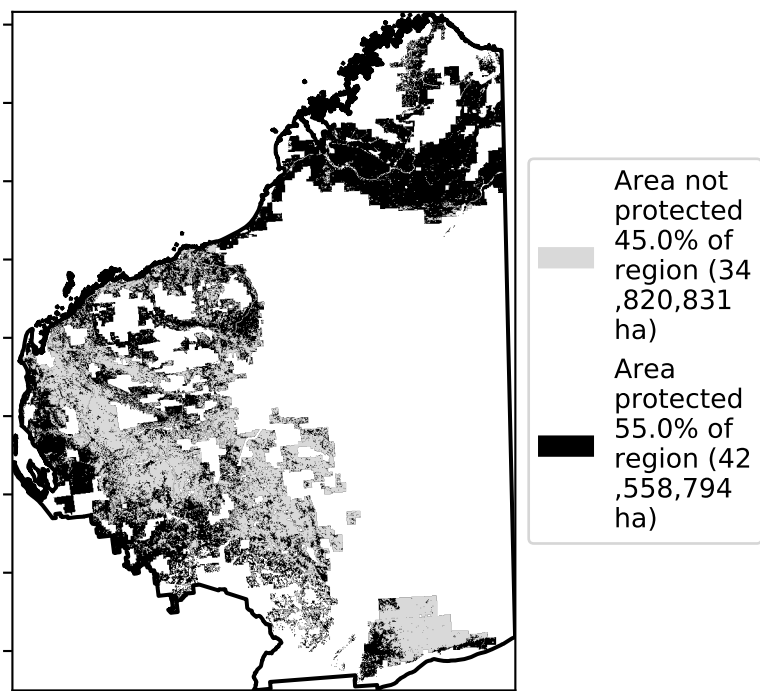 Area not
protected
45.0% of
region (34
,820,831
ha)
Area
protected
55.0% of
region (42
,558,794
ha)